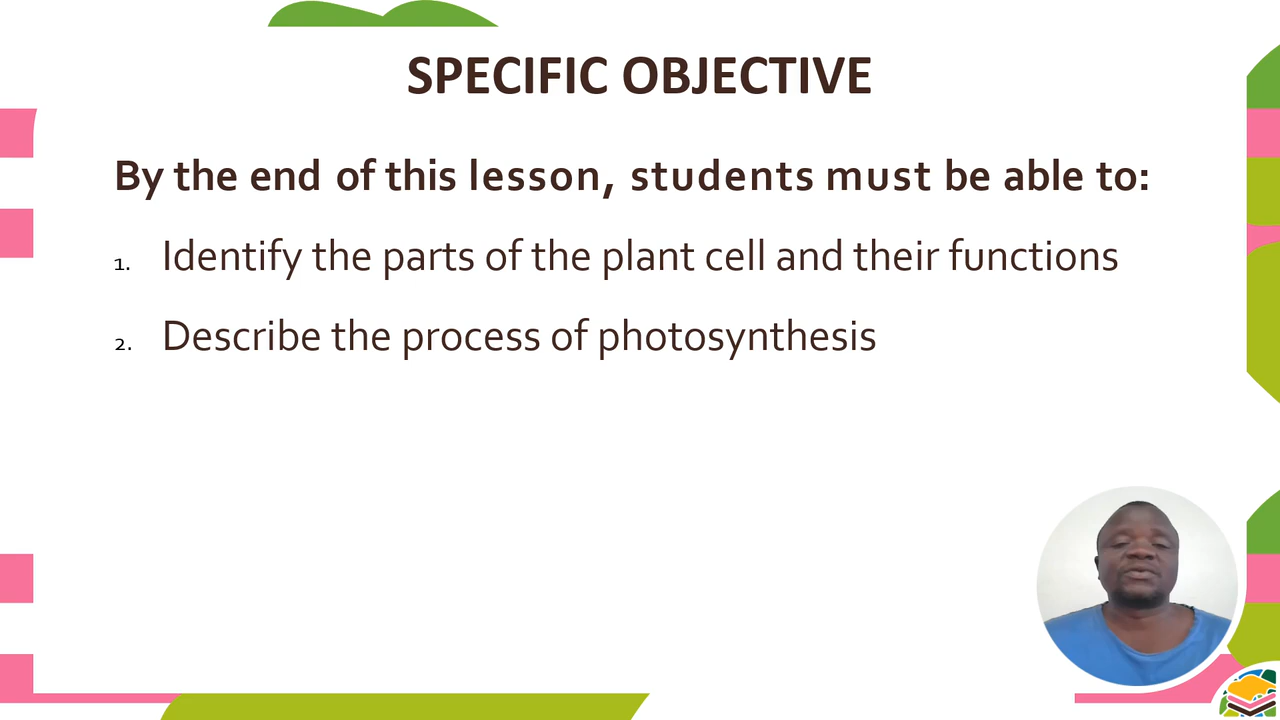 SPECIFIC OBJECTIVE
By the end of this lesson, students must be able to:
1. Identify the parts of the plant cell and their functions
2. Describe the process of photosynthesis